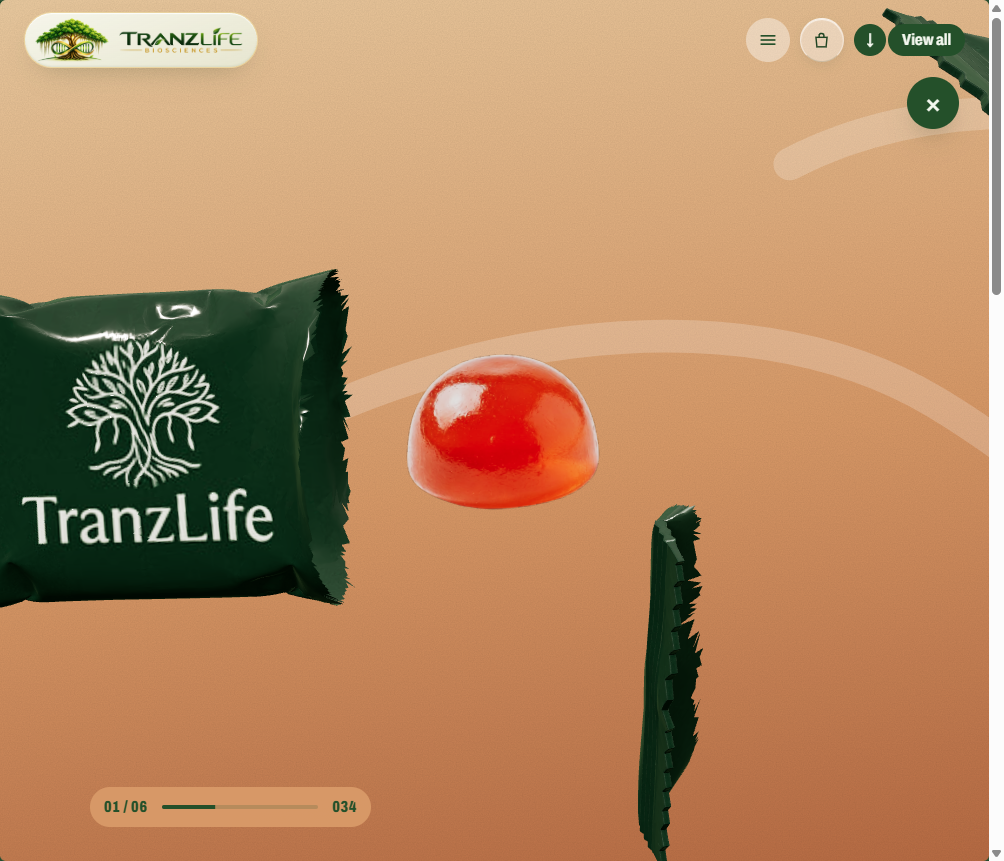 TRANZLIFE
BIOSCIENCES
View all
TranzLife
01 / 06
034